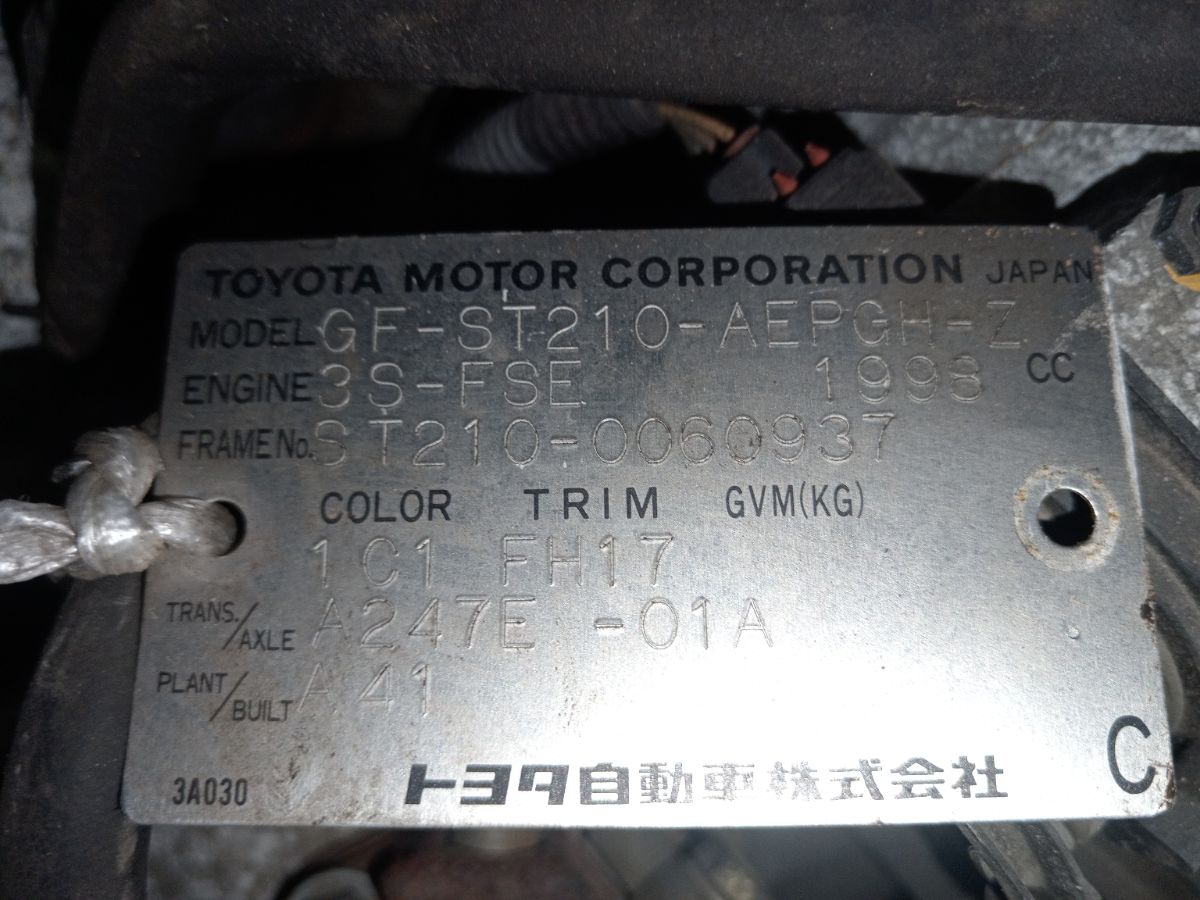 TOYOTA MOTOR CORPORATION JAPAN
MODEL GF-ST210-AEPGH-Z
ENGINE 3S-FSE 1998 CC
FRAME No. ST210-0060937
COLOR TRIM GVM(KG)
1C1 FH17
TRANS./AXLE A247E -01A
PLANT/BUILT A41
3A030 トヨタ自動車株式会社 C